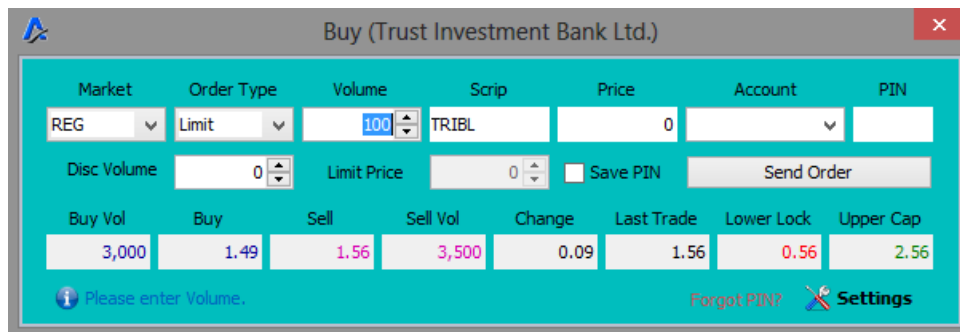 Buy (Trust Investment Bank Ltd.)
Market Order Type Volume Scrip Price Account PIN
REG Limit 100 TRIBL 0
Disc Volume 0 Limit Price 0 Save PIN Send Order
Buy Vol Buy Sell Sell Vol Change Last Trade Lower Lock Upper Cap
3,000 1.49 1.56 3,500 0.09 1.56 0.56 2.56
Please enter Volume. Forgot PIN? Settings